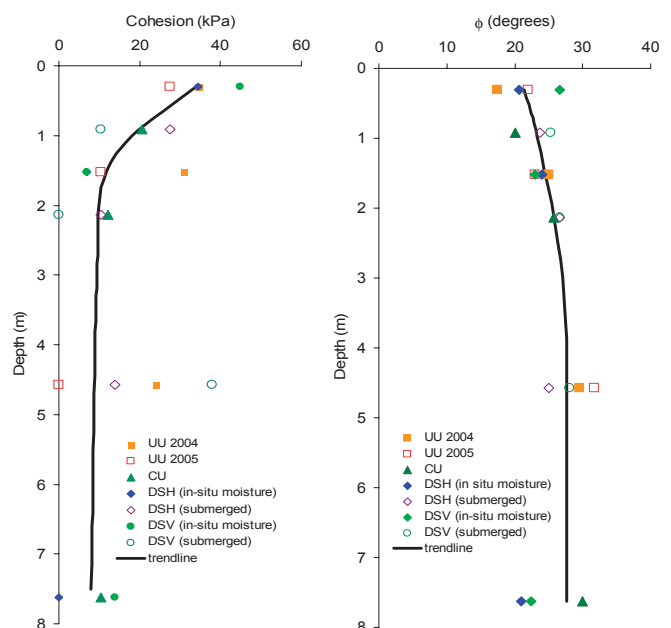 Cohesion (kPa)
0 20 40 60
0
1
2
3
4
5
6
7
8
Depth (m)
UU 2004
UU 2005
CU
DSH (in-situ moisture)
DSH (submerged)
DSV (in-situ moisture)
DSV (submerged)
trendline
ϕ (degrees)
0 10 20 30 40
0
1
2
3
4
5
6
7
8
Depth (m)
UU 2004
UU 2005
CU
DSH (in situ moisture)
DSH (submerged)
DSV (in-situ moisture)
DSV (submerged)
trendline